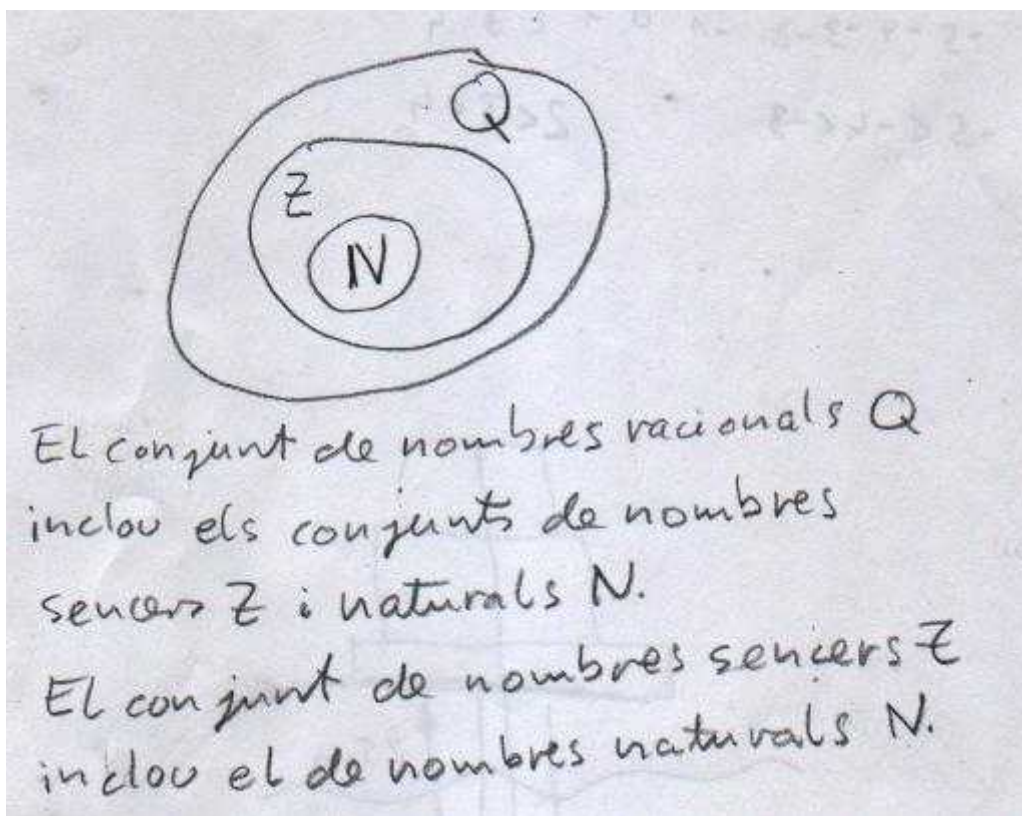 Q
Z
N
El conjunt de nombres racionals Q
inclou els conjunts de nombres
sencers Z i naturals N.
El conjunt de nombres sencers Z
inclou el de nombres naturals N.